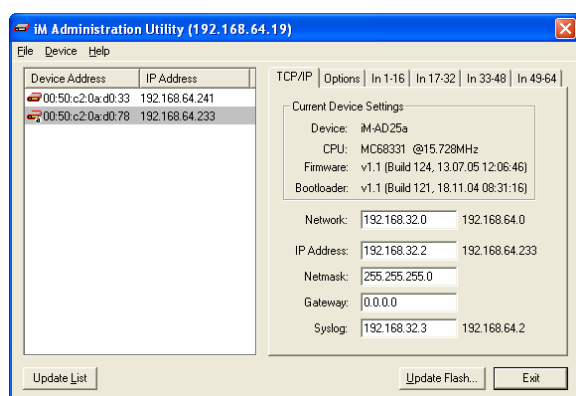 iM Administration Utility (192.168.64.19)
File Device Help
Device Address IP Address
00:50:c2:0a:d0:33 192.168.64.241
00:50:c2:0a:d0:78 192.168.64.233
TCP/IP Options In 1-16 In 17-32 In 33-48 In 49-64
Current Device Settings
Device: iM-AD25a
CPU: MC68331 @15.728MHz
Firmware: v1.1 (Build 124, 13.07.05 12:06:46)
Bootloader: v1.1 (Build 121, 18.11.04 08:31:16)
Network: 192.168.32.0 192.168.64.0
IP Address: 192.168.32.2 192.168.64.233
Netmask: 255.255.255.0
Gateway: 0.0.0.0
Syslog: 192.168.32.3 192.168.64.2
Update List Update Flash... Exit